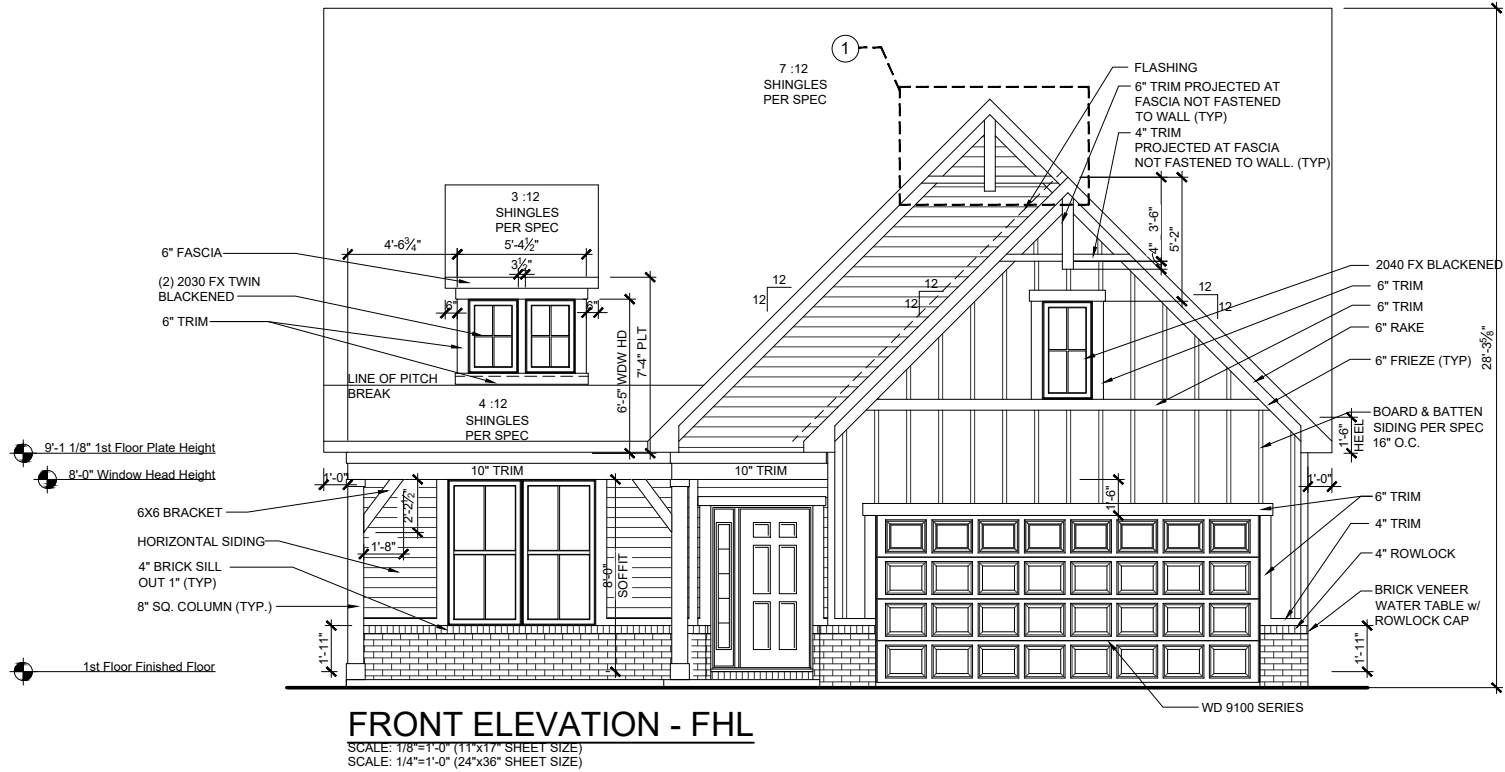 1
7 :12
SHINGLES
PER SPEC
FLASHING
6" TRIM PROJECTED AT
FASCIA NOT FASTENED
TO WALL (TYP)
4" TRIM
PROJECTED AT FASCIA
NOT FASTENED TO WALL. (TYP)
3 :12
SHINGLES
PER SPEC
4'-6¾"
5'-4½"
3½"
6" FASCIA
(2) 2030 FX TWIN
BLACKENED
6" TRIM
6"
6"
LINE OF PITCH
BREAK
6'-5" WDW HD
7'-4" PLT
4 :12
SHINGLES
PER SPEC
12
12
12
12
12
12
4"
3'-6"
5'-2"
2040 FX BLACKENED
6" TRIM
6" TRIM
6" RAKE
6" FRIEZE (TYP)
28'-3⅝"
BOARD & BATTEN
SIDING PER SPEC
16" O.C.
1'-6"
HEEL
9'-1 1/8" 1st Floor Plate Height
8'-0" Window Head Height
1'-0"
10" TRIM
10" TRIM
1'-6"
1'-0"
6X6 BRACKET
2'-2½"
1'-8"
HORIZONTAL SIDING
4" BRICK SILL
OUT 1" (TYP)
8" SQ. COLUMN (TYP.)
8'-0"
SOFFIT
6" TRIM
4" TRIM
4" ROWLOCK
BRICK VENEER
WATER TABLE w/
ROWLOCK CAP
1'-11"
1'-11"
1st Floor Finished Floor
WD 9100 SERIES
FRONT ELEVATION - FHL
SCALE: 1/8"=1'-0" (11"x17" SHEET SIZE)
SCALE: 1/4"=1'-0" (24"x36" SHEET SIZE)